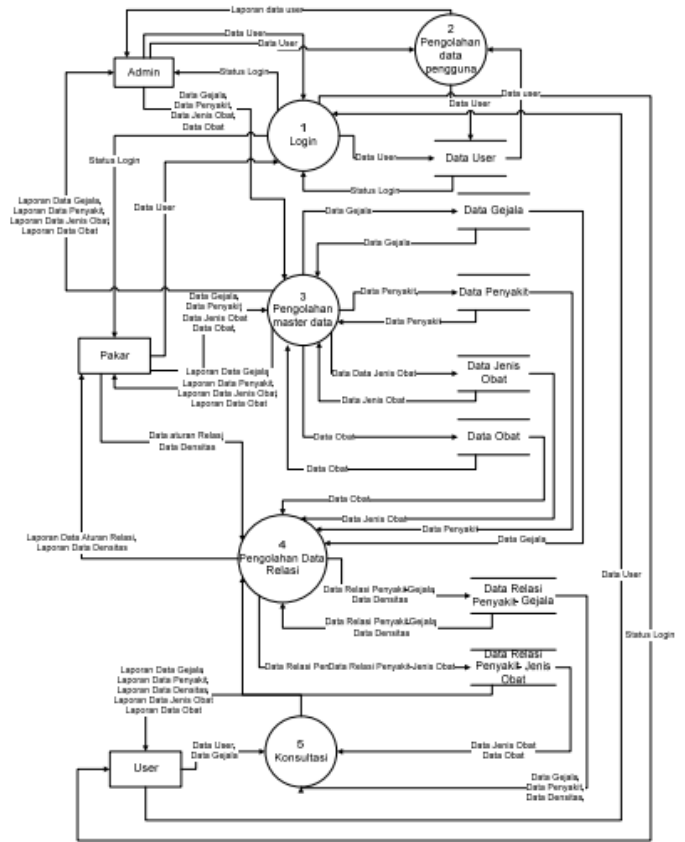 Laporan data user
2
Pengolahan
data
pengguna
Data User
Data User
Admin
Status Login
Data Gejala,
Data Penyakit,
Data Jenis Obat,
Data Obat
1
Login
Data user
Data User
Data User
Data User
Status Login
Status Login
Data User
Laporan Data Gejala,
Laporan Data Penyakit,
Laporan Data Jenis Obat,
Laporan Data Obat
Data Gejala
Data Gejala
Data Gejala
3
Pengolahan
master data
Data Gejala,
Data Penyakit,
Data Jenis Obat
Data Obat,
Data Penyakit,
Data Penyakit
Data Penyakit
Pakar
Laporan Data Gejala,
Laporan Data Penyakit,
Laporan Data Jenis Obat,
Laporan Data Obat
Data Data Jenis Obat
Data Jenis
Obat
Data Jenis Obat
Data Obat
Data Obat
Data Obat
Data aturan Relasi,
Data Densitas
Data Obat
Data Jenis Obat
Data Penyakit
Data Gejala
Laporan Data Aturan Relasi,
Laporan Data Densitas
4
Pengolahan Data
Relasi
Data User
Status Login
Data Relasi Penyakit-Gejala,
Data Densitas
Data Relasi
Penyakit- Gejala
Data Relasi Penyakit-Gejala,
Data Densitas
Data Relasi PenData Relasi Penyakit-Jenis Obat
Data Relasi
Penyakit- Jenis
Obat
Laporan Data Gejala,
Laporan Data Penyakit,
Laporan Data Densitas,
Laporan Data Jenis Obat
Laporan Data Obat
5
Konsultasi
Data Jenis Obat
Data Obat
User
Data User,
Data Gejala
Data Gejala,
Data Penyakit,
Data Densitas,